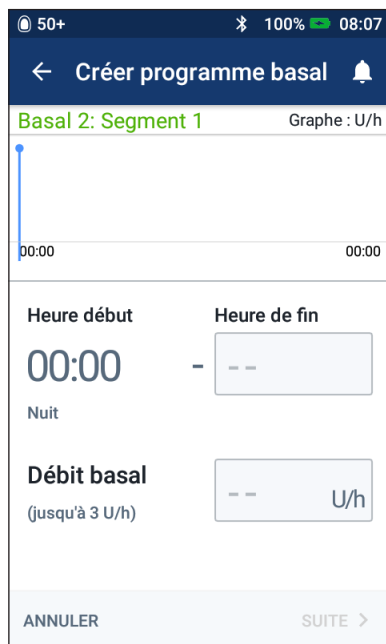 50+ 100% 08:07
Créer programme basal
Basal 2: Segment 1 Graphe : U/h
00:00 00:00
Heure début Heure de fin
00:00 - --
Nuit
Débit basal -- U/h
(jusqu'à 3 U/h)
ANNULER SUITE >